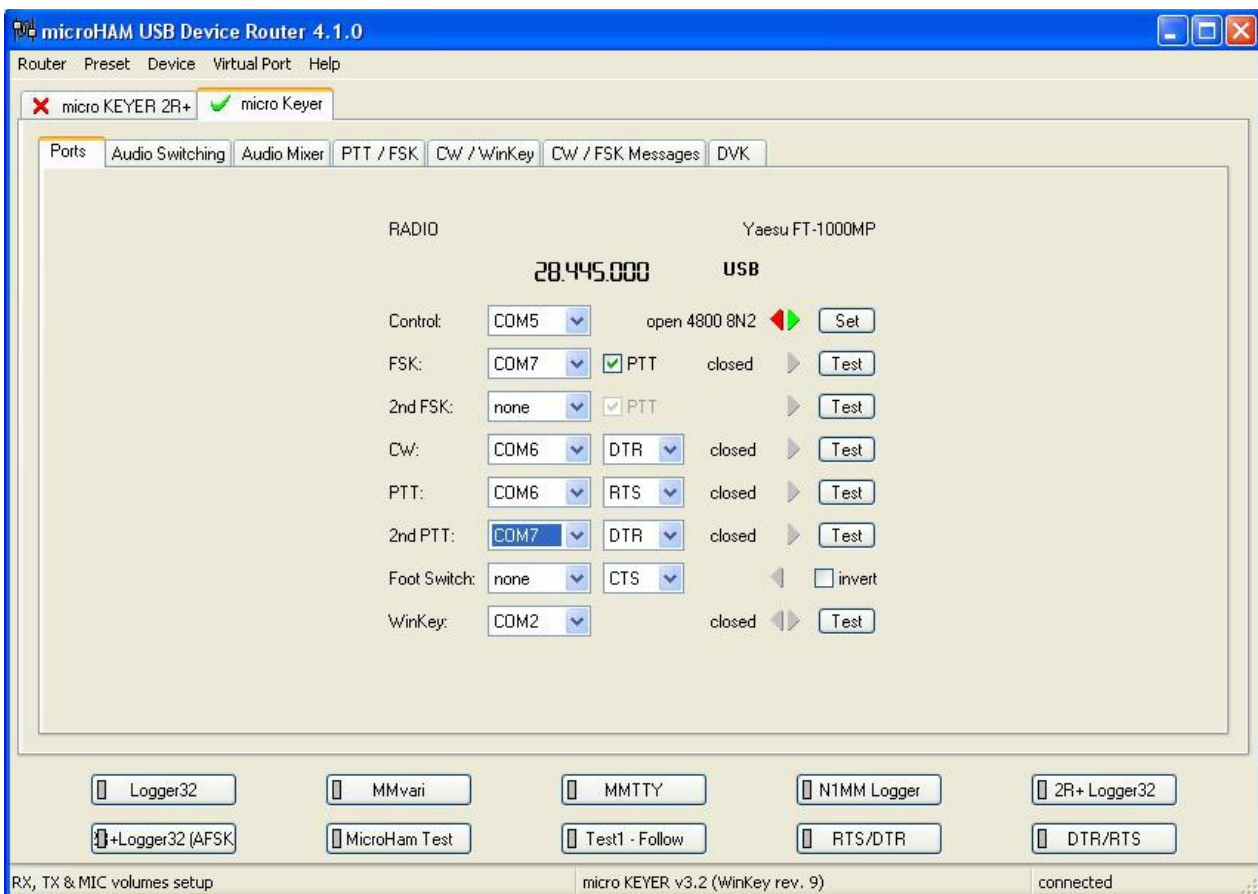 microHAM USB Device Router 4.1.0
Router Preset Device Virtual Port Help
micro KEYER 2R+ micro Keyer
Ports Audio Switching Audio Mixer PTT / FSK CW / WinKey CW / FSK Messages DVK
RADIO Yaesu FT-1000MP
28.445.000 USB
Control: COM5 open 4800 8N2 Set
FSK: COM7 PTT closed Test
2nd FSK: none PTT Test
CW: COM6 DTR closed Test
PTT: COM6 RTS closed Test
2nd PTT: COM7 DTR closed Test
Foot Switch: none CTS invert
WinKey: COM2 closed Test
Logger32 MMvari MMTTY N1MM Logger 2R+ Logger32
+Logger32 (AFSK MicroHam Test Test1 - Follow RTS/DTR DTR/RTS
RX, TX & MIC volumes setup micro KEYER v3.2 (WinKey rev. 9) connected